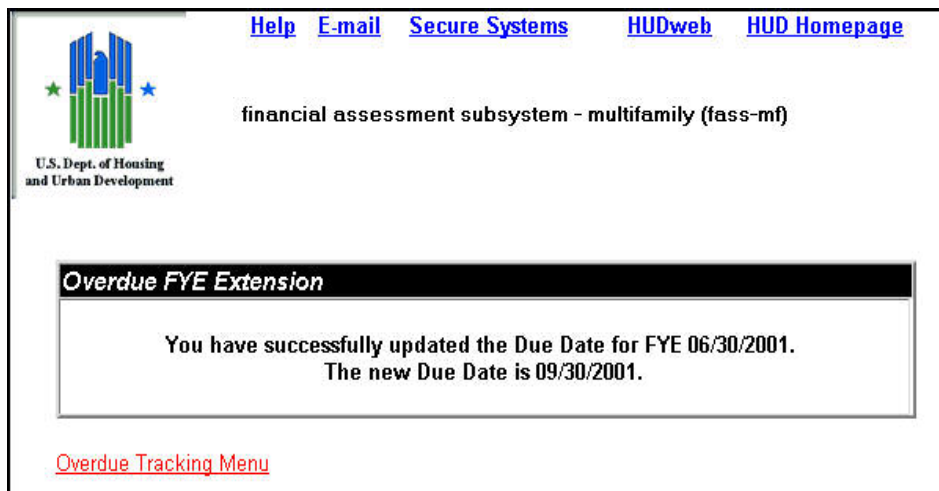 Help E-mail Secure Systems HUDweb HUD Homepage
financial assessment subsystem - multifamily (fass-mf)
U.S. Dept. of Housing
and Urban Development
Overdue FYE Extension
You have successfully updated the Due Date for FYE 06/30/2001.
The new Due Date is 09/30/2001.
Overdue Tracking Menu